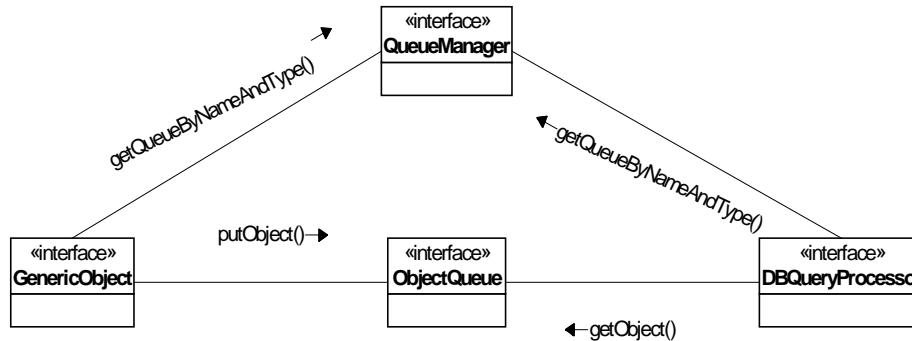 «interface»
QueueManager
getQueueByNameAndType()
getQueueByNameAndType()
putObject()
«interface»
GenericObject
«interface»
ObjectQueue
«interface»
DBQueryProcesso
getObject()